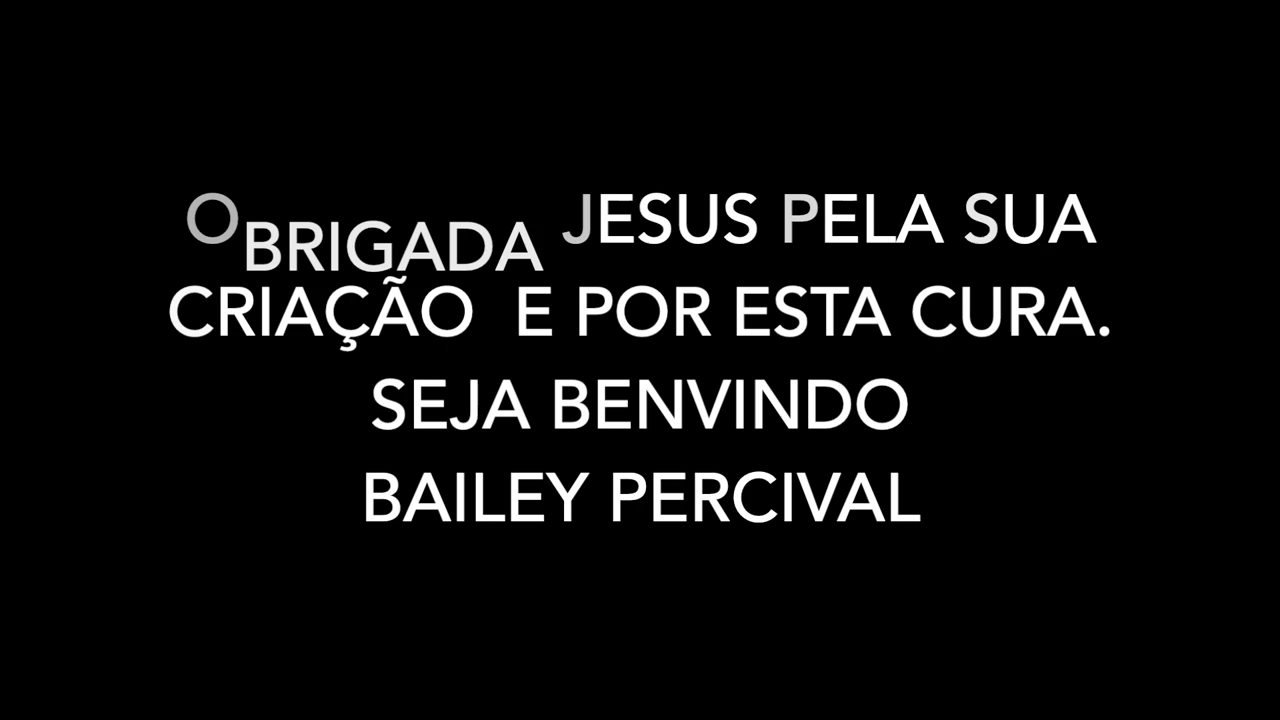 OBRIGADA JESUS PELA SUA
CRIAÇÃO E POR ESTA CURA.
SEJA BENVINDO
BAILEY PERCIVAL